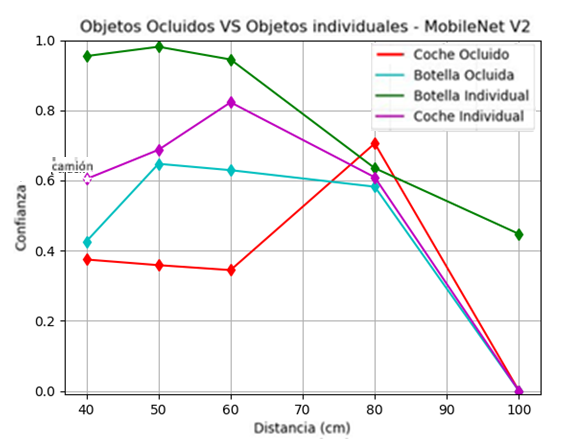 Objetos Ocluidos VS Objetos individuales - MobileNet V2
Coche Ocluido
Botella Ocluida
Botella Individual
Coche Individual
1.0
0.8
0.6
0.4
0.2
0.0
Confianza
camión
40 50 60 70 80 90 100
Distancia (cm)